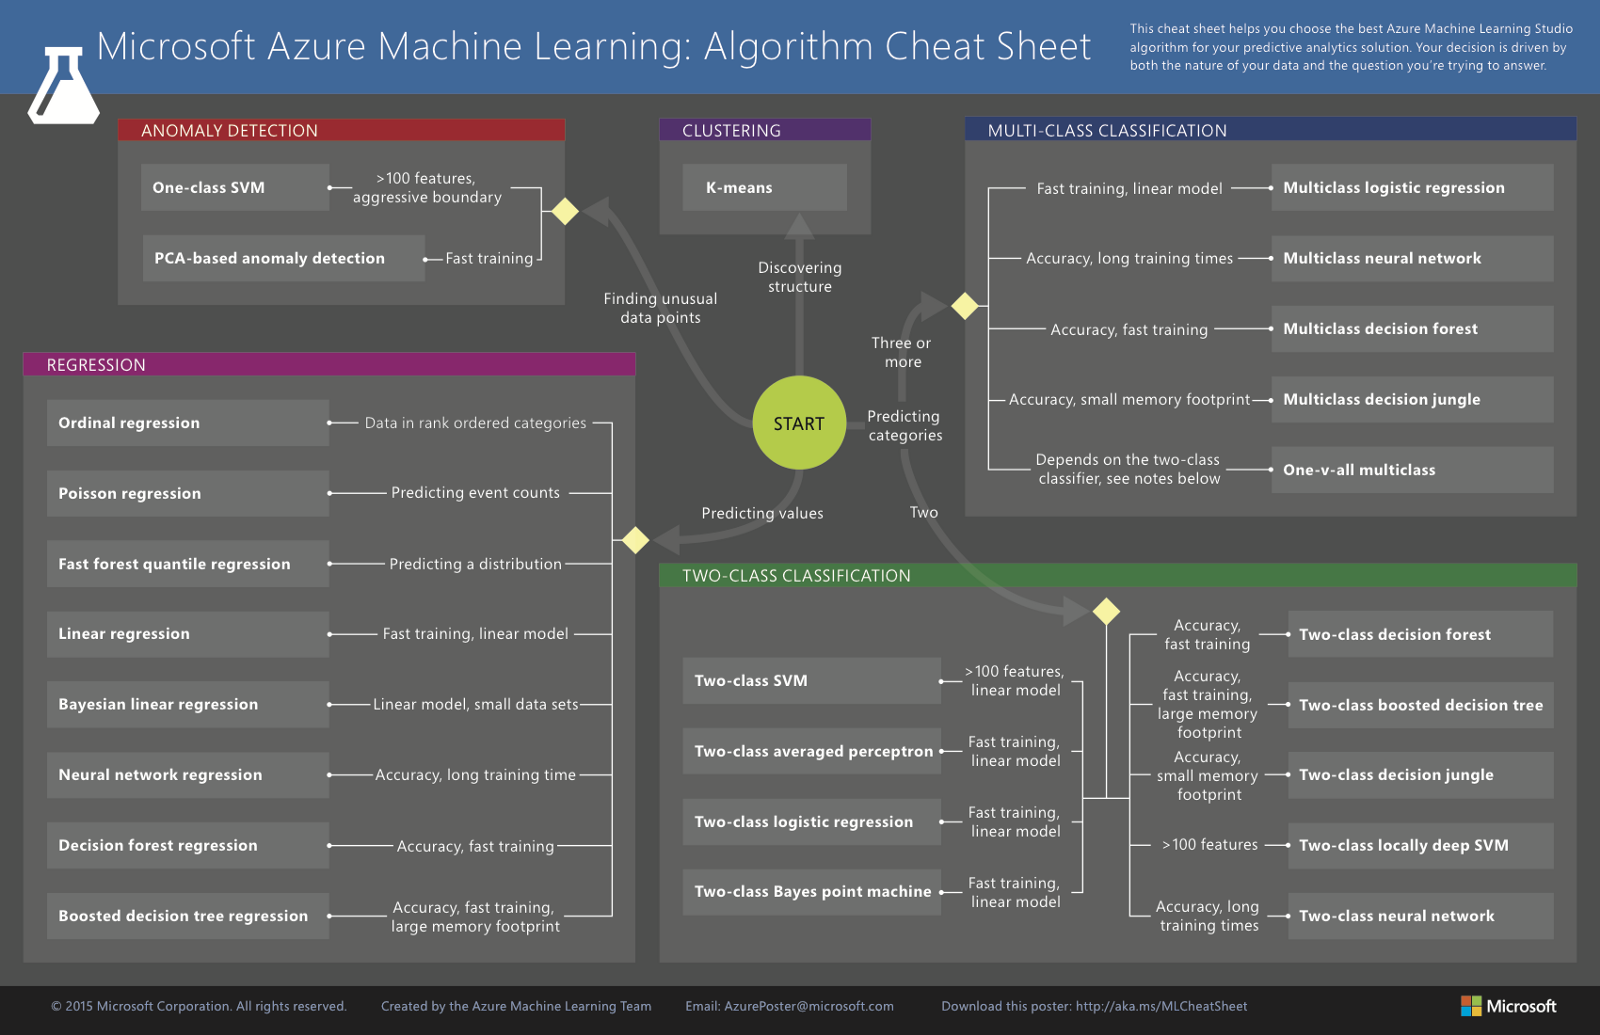 Microsoft Azure Machine Learning: Algorithm Cheat Sheet
This cheat sheet helps you choose the best Azure Machine Learning Studio
algorithm for your predictive analytics solution. Your decision is driven by
both the nature of your data and the question you’re trying to answer.
ANOMALY DETECTION
One-class SVM
>100 features,
aggressive boundary
PCA-based anomaly detection
Fast training
CLUSTERING
K-means
Discovering
structure
Finding unusual
data points
START
Three or
more
Predicting
categories
Predicting values
Two
MULTI-CLASS CLASSIFICATION
Fast training, linear model
Multiclass logistic regression
Accuracy, long training times
Multiclass neural network
Accuracy, fast training
Multiclass decision forest
Accuracy, small memory footprint
Multiclass decision jungle
Depends on the two-class
classifier, see notes below
One-v-all multiclass
REGRESSION
Ordinal regression
Data in rank ordered categories
Poisson regression
Predicting event counts
Fast forest quantile regression
Predicting a distribution
Linear regression
Fast training, linear model
Bayesian linear regression
Linear model, small data sets
Neural network regression
Accuracy, long training time
Decision forest regression
Accuracy, fast training
Boosted decision tree regression
Accuracy, fast training,
large memory footprint
TWO-CLASS CLASSIFICATION
Two-class SVM
>100 features,
linear model
Two-class averaged perceptron
Fast training,
linear model
Two-class logistic regression
Fast training,
linear model
Two-class Bayes point machine
Fast training,
linear model
Accuracy,
fast training
Two-class decision forest
Accuracy,
fast training,
large memory
footprint
Two-class boosted decision tree
Accuracy,
small memory
footprint
Two-class decision jungle
>100 features
Two-class locally deep SVM
Accuracy, long
training times
Two-class neural network
© 2015 Microsoft Corporation. All rights reserved.
Created by the Azure Machine Learning Team
Email: AzurePoster@microsoft.com
Download this poster: http://aka.ms/MLCheatSheet
Microsoft